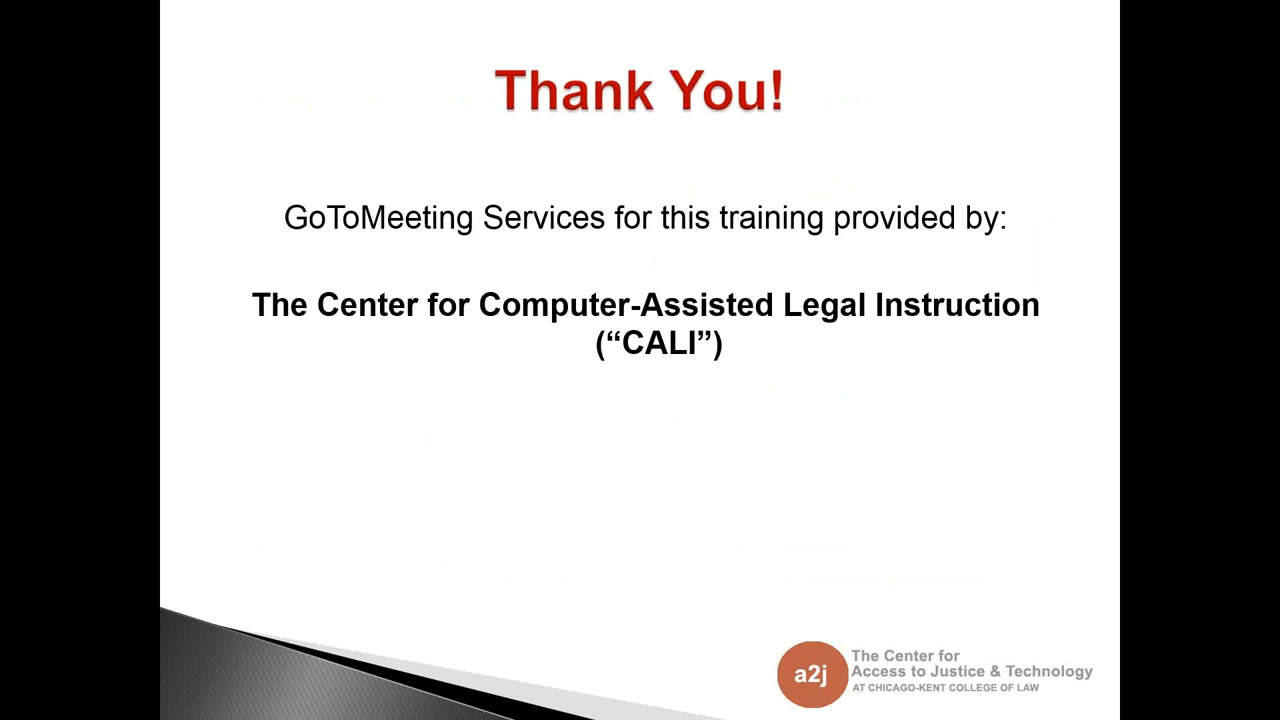 Thank You!
GoToMeeting Services for this training provided by:
The Center for Computer-Assisted Legal Instruction
(“CALI”)
a2j
The Center for
Access to Justice & Technology
AT CHICAGO-KENT COLLEGE OF LAW